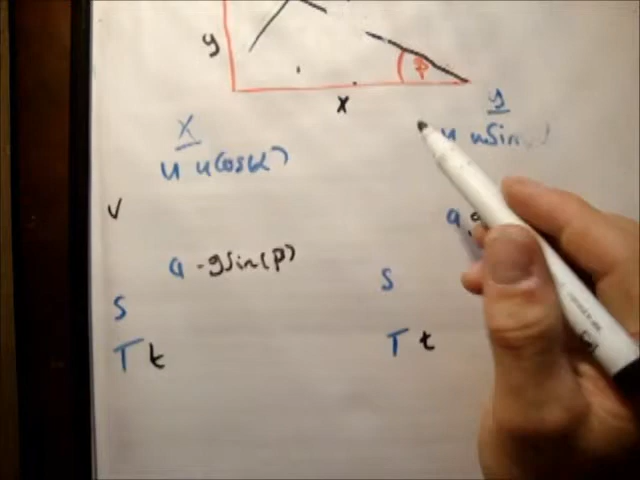 y
β
x
x
y
u ucos(α)
u usin
v
a
a -gsin(β)
s
s
T t
T t